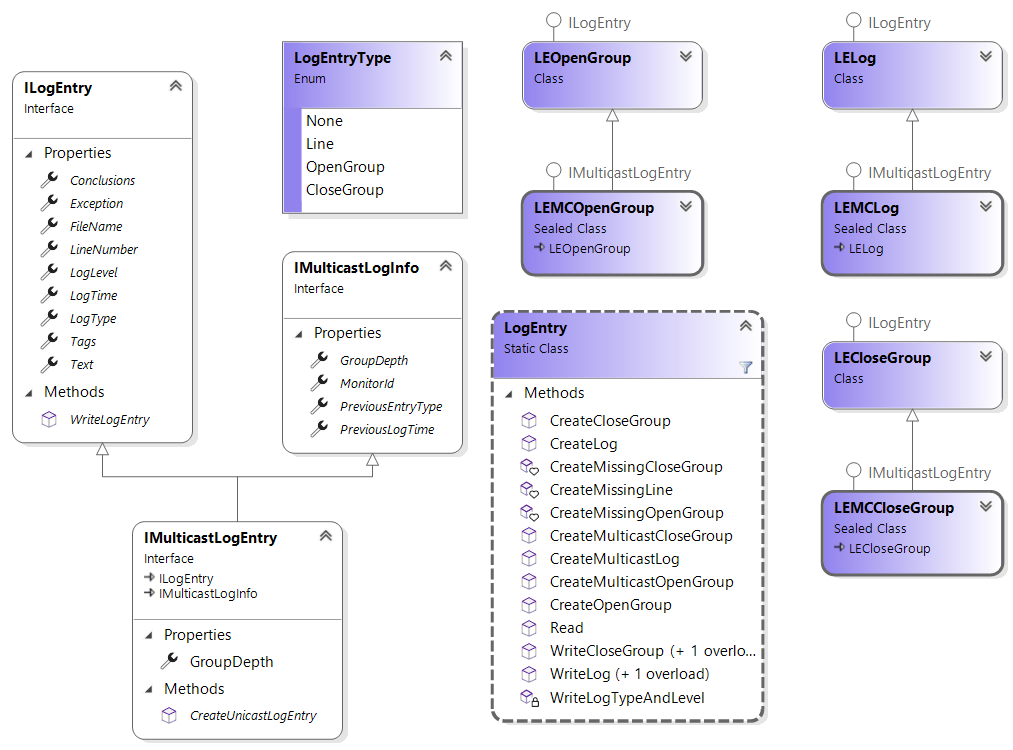 ILogEntry
Interface
Properties
Conclusions
Exception
FileName
LineNumber
LogLevel
LogTime
LogType
Tags
Text
Methods
WriteLogEntry
LogEntryType
Enum
None
Line
OpenGroup
CloseGroup
IMulticastLogInfo
Interface
Properties
GroupDepth
MonitorId
PreviousEntryType
PreviousLogTime
IMulticastLogEntry
Interface
ILogEntry
IMulticastLogInfo
Properties
GroupDepth
Methods
CreateUnicastLogEntry
ILogEntry
LEOpenGroup
Class
IMulticastLogEntry
LEMCOpenGroup
Sealed Class
LEOpenGroup
LogEntry
Static Class
Methods
CreateCloseGroup
CreateLog
CreateMissingCloseGroup
CreateMissingLine
CreateMissingOpenGroup
CreateMulticastCloseGroup
CreateMulticastLog
CreateMulticastOpenGroup
CreateOpenGroup
Read
WriteCloseGroup (+ 1 overlo...
WriteLog (+ 1 overload)
WriteLogTypeAndLevel
ILogEntry
LELog
Class
IMulticastLogEntry
LEMCLog
Sealed Class
LELog
ILogEntry
LECloseGroup
Class
IMulticastLogEntry
LEMCCloseGroup
Sealed Class
LECloseGroup